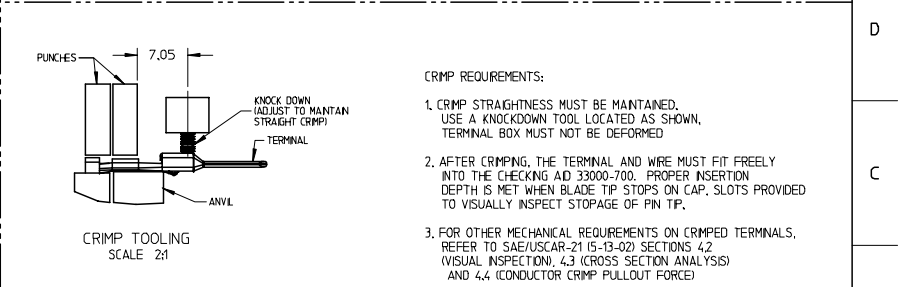 PUNCHES
7.05
KNOCK DOWN
(ADJUST TO MAINTAIN
STRAIGHT CRIMP)
TERMINAL
ANVIL
CRIMP TOOLING
SCALE 2:1
CRIMP REQUIREMENTS:
1. CRIMP STRAIGHTNESS MUST BE MAINTAINED.
USE A KNOCKDOWN TOOL LOCATED AS SHOWN,
TERMINAL BOX MUST NOT BE DEFORMED
2. AFTER CRIMPING, THE TERMINAL AND WIRE MUST FIT FREELY
INTO THE CHECKING AID 33000-700. PROPER INSERTION
DEPTH IS MET WHEN BLADE TIP STOPS ON CAP. SLOTS PROVIDED
TO VISUALLY INSPECT STOPAGE OF PIN TIP.
3. FOR OTHER MECHANICAL REQUIREMENTS ON CRIMPED TERMINALS,
REFER TO SAE/USCAR-21 (5-13-02) SECTIONS 4.2
(VISUAL INSPECTION), 4.3 (CROSS SECTION ANALYSIS)
AND 4.4 (CONDUCTOR CRIMP PULLOUT FORCE)
D
C